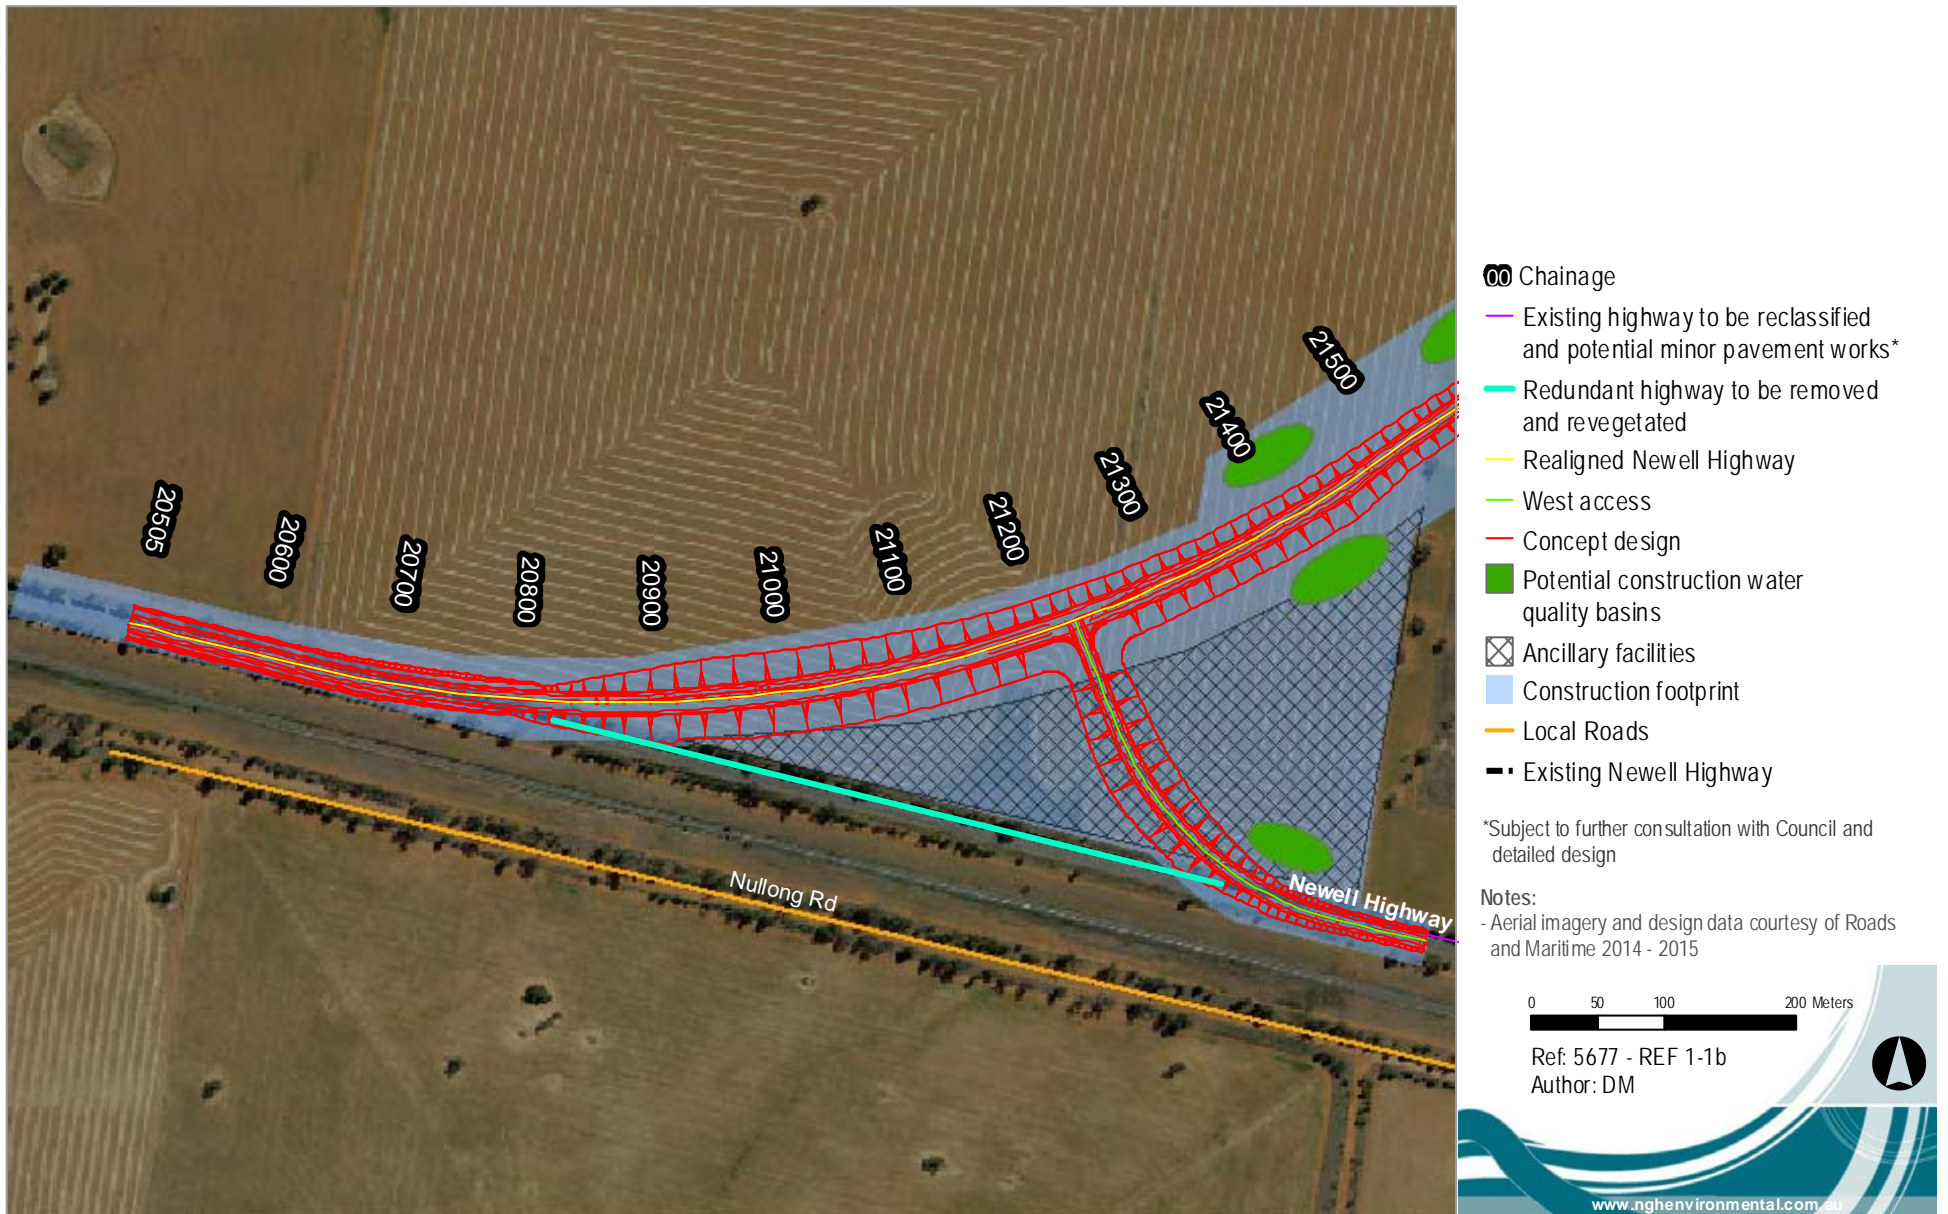 20505
20600
20700
20800
20900
21000
21100
21200
21300
21400
21500
Nullong Rd
Newell Highway
00 Chainage
Existing highway to be reclassified
and potential minor pavement works*
Redundant highway to be removed
and revegetated
Realigned Newell Highway
West access
Concept design
Potential construction water
quality basins
Ancillary facilities
Construction footprint
Local Roads
Existing Newell Highway
*Subject to further consultation with Council and
detailed design
Notes:
- Aerial imagery and design data courtesy of Roads
and Maritime 2014 - 2015
0 50 100 200 Meters
Ref: 5677 - REF 1-1b
Author: DM
www.nghenvironmental.com.au